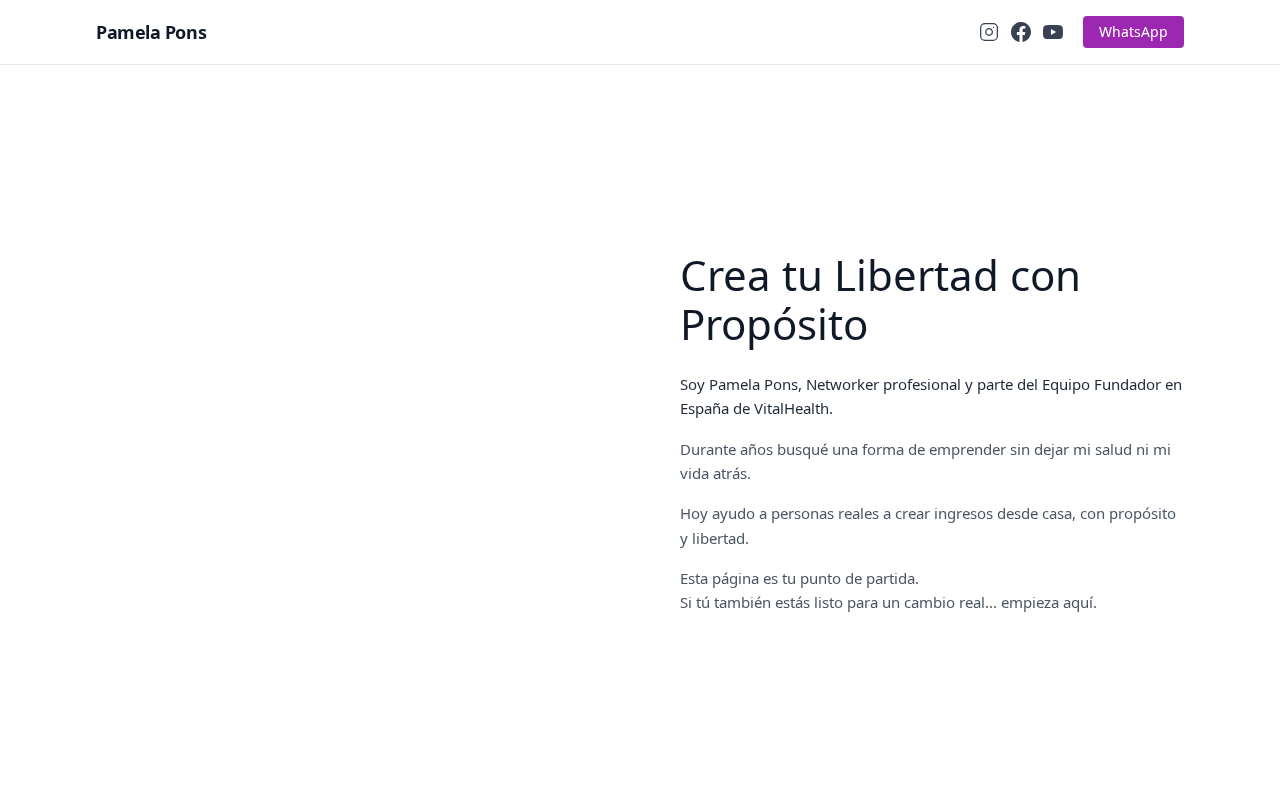 Pamela Pons
WhatsApp
Crea tu Libertad con
Propósito
Soy Pamela Pons, Networker profesional y parte del Equipo Fundador en
España de VitalHealth.
Durante años busqué una forma de emprender sin dejar mi salud ni mi
vida atrás.
Hoy ayudo a personas reales a crear ingresos desde casa, con propósito
y libertad.
Esta página es tu punto de partida.
Si tú también estás listo para un cambio real... empieza aquí.